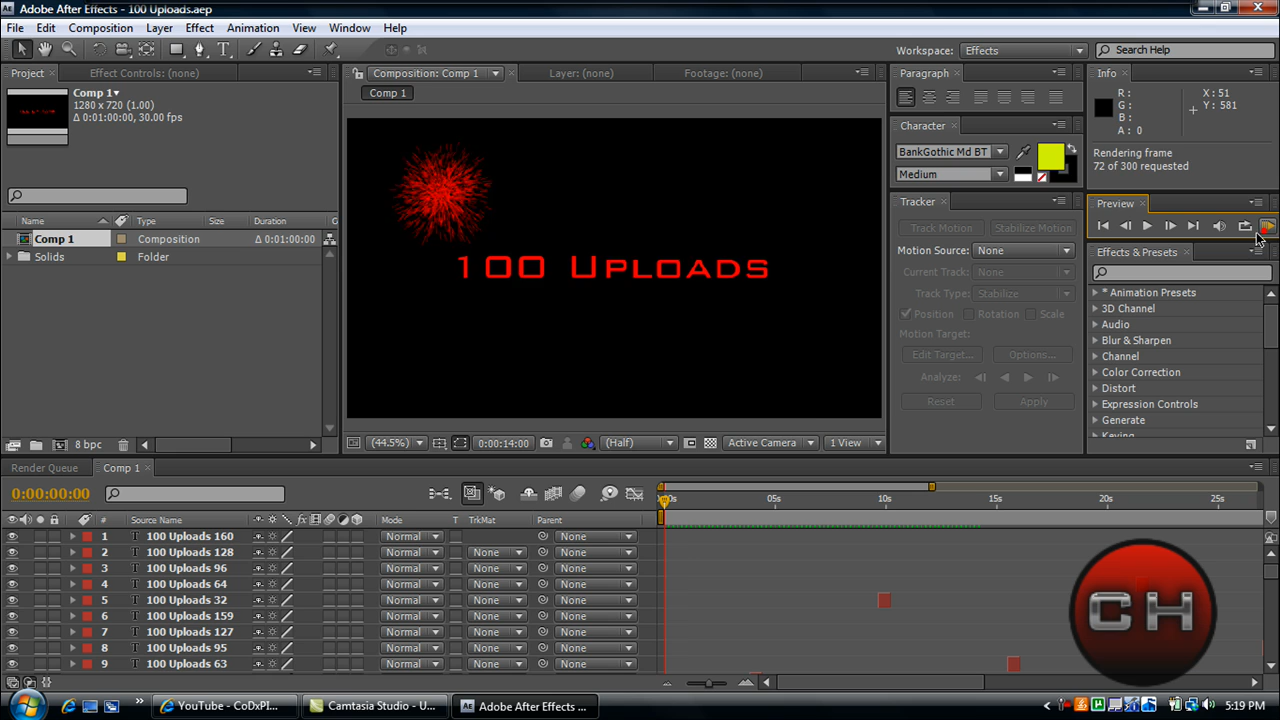 Adobe After Effects - 100 Uploads.aep
File Edit Composition Layer Effect Animation View Window Help
Workspace: Effects Search Help
Project Effect Controls: (none)
Comp 1▾
1280 x 720 (1.00)
Δ 0:01:00:00, 30.00 fps
Name Type Size Duration
Comp 1 Composition Δ 0:01:00:00
Solids Folder
8 bpc
Composition: Comp 1 Layer: (none) Footage: (none)
Comp 1
100 Uploads
(44.5%) 0:00:14:00 (Half) Active Camera 1 View
Paragraph
Character
BankGothic Md BT
Medium
Tracker
Track Motion Stabilize Motion
Motion Source: None
Current Track: None
Track Type: Stabilize
Position Rotation Scale
Motion Target:
Edit Target... Options...
Analyze:
Reset Apply
Info
R: X: 51
G: Y: 581
B:
A: 0
Rendering frame
72 of 300 requested
Preview
Effects & Presets
* Animation Presets
3D Channel
Audio
Blur & Sharpen
Channel
Color Correction
Distort
Expression Controls
Generate
Keying
Render Queue Comp 1
0:00:00:00
05s 10s 15s 20s 25s
# Source Name Mode T TrkMat Parent
1 T 100 Uploads 160 Normal None
2 T 100 Uploads 128 Normal None None
3 T 100 Uploads 96 Normal None None
4 T 100 Uploads 64 Normal None None
5 T 100 Uploads 32 Normal None None
6 T 100 Uploads 159 Normal None None
7 T 100 Uploads 127 Normal None None
8 T 100 Uploads 95 Normal None None
9 T 100 Uploads 63 Normal None None
CH
YouTube - CoDxPI... Camtasia Studio - U... Adobe After Effects ... 5:19 PM